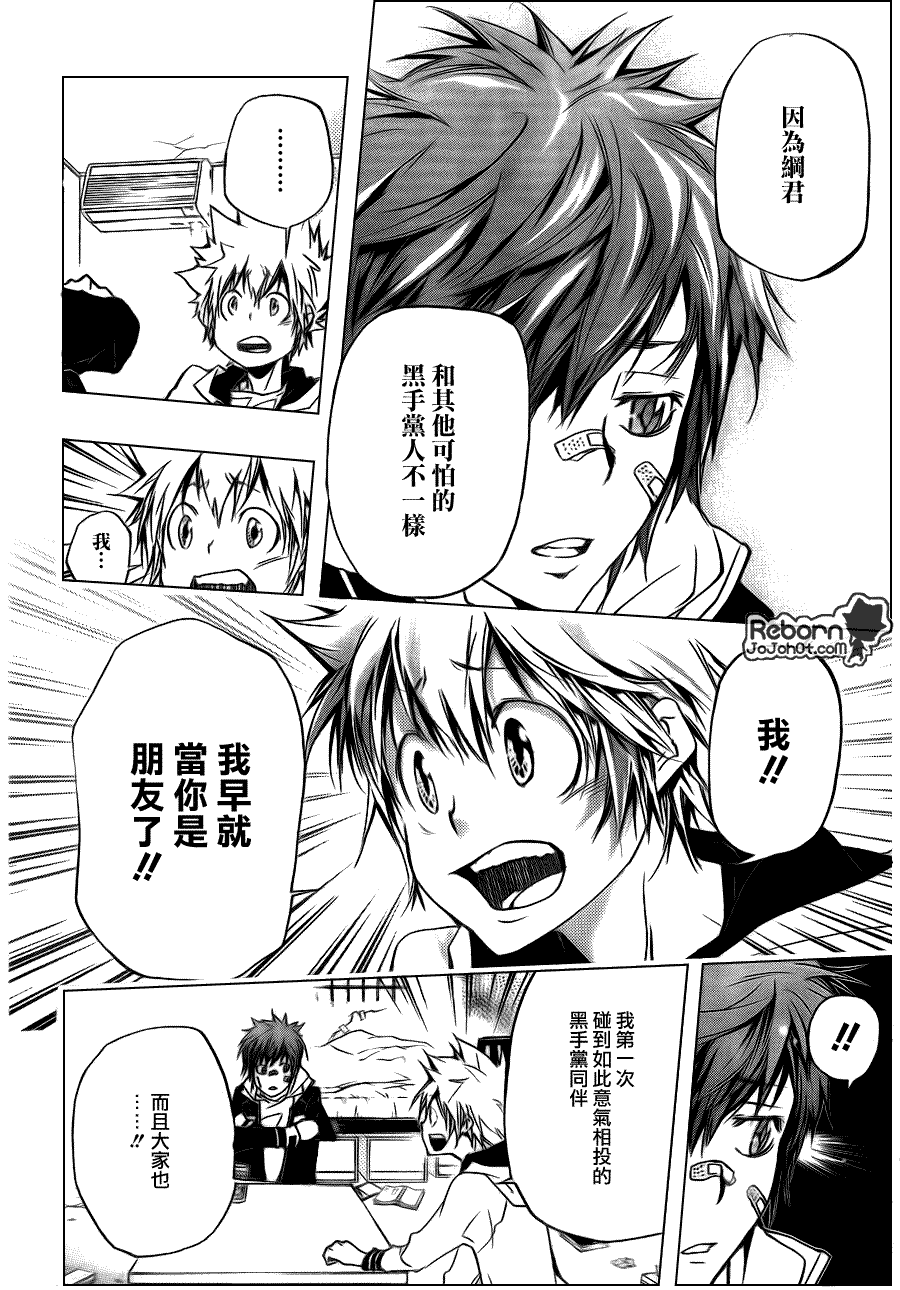 因為綱君
和其他可怕的
黑手黨人不一樣
………
我…
Reborn
JoJohot.com
我!!
我早就
當你是
朋友了!!
!!
我第一次
碰到如此意氣相投的
黑手黨同伴
而且大家也
……!!